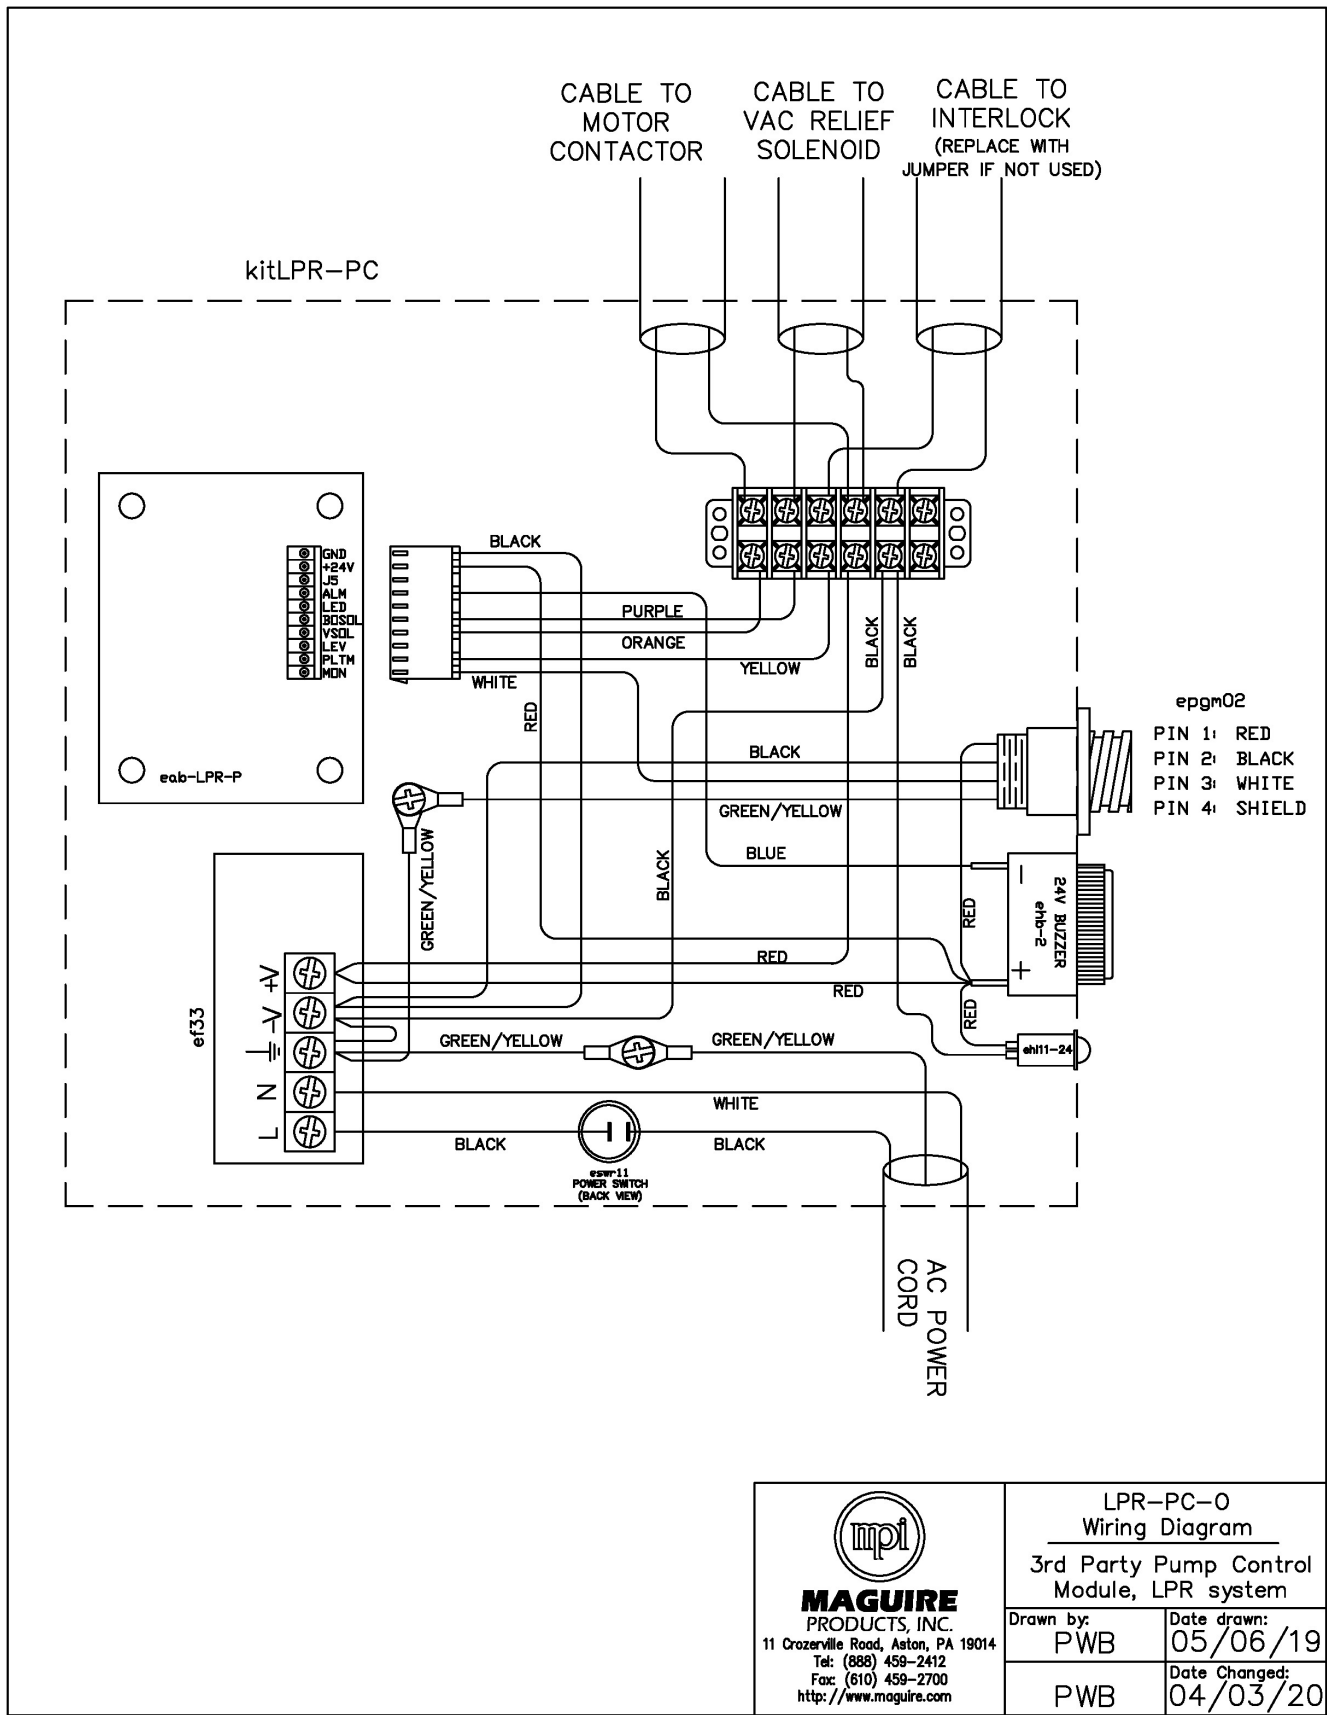 CABLE TO
MOTOR
CONTACTOR
CABLE TO
VAC RELIEF
SOLENOID
CABLE TO
INTERLOCK
(REPLACE WITH
JUMPER IF NOT USED)
kitLPR-PC
GND
+24V
J5
ALM
LED
BOSOL
VSOL
LEV
PLTM
MON
eab-LPR-P
BLACK
PURPLE
ORANGE
YELLOW
WHITE
RED
BLACK
BLACK
BLACK
GREEN/YELLOW
BLUE
GREEN/YELLOW
BLACK
RED
RED
RED
RED
epgm02
PIN 1: RED
PIN 2: BLACK
PIN 3: WHITE
PIN 4: SHIELD
24V BUZZER
ehb-2
-
+
ehl11-24
ef33
+V
-V
N
L
GREEN/YELLOW
GREEN/YELLOW
WHITE
BLACK
BLACK
eswr11
POWER SWITCH
(BACK VIEW)
AC POWER
CORD
mpi
MAGUIRE
PRODUCTS, INC.
11 Crozerville Road, Aston, PA 19014
Tel: (888) 459-2412
Fax: (610) 459-2700
http://www.maguire.com
LPR-PC-0
Wiring Diagram
3rd Party Pump Control
Module, LPR system
Drawn by:
PWB
Date drawn:
05/06/19
PWB
Date Changed:
04/03/20